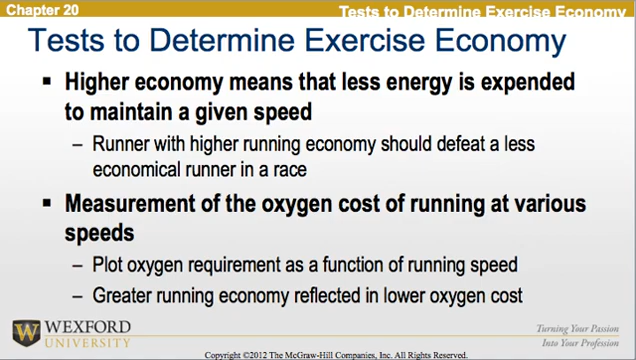 Chapter 20
Tests to Determine Exercise Economy
Tests to Determine Exercise Economy
▪ Higher economy means that less energy is expended
to maintain a given speed
– Runner with higher running economy should defeat a less
economical runner in a race
▪ Measurement of the oxygen cost of running at various
speeds
– Plot oxygen requirement as a function of running speed
– Greater running economy reflected in lower oxygen cost
W
WEXFORD
UNIVERSITY
Turning Your Passion
Into Your Profession
Copyright ©2012 The McGraw-Hill Companies, Inc. All Rights Reserved.